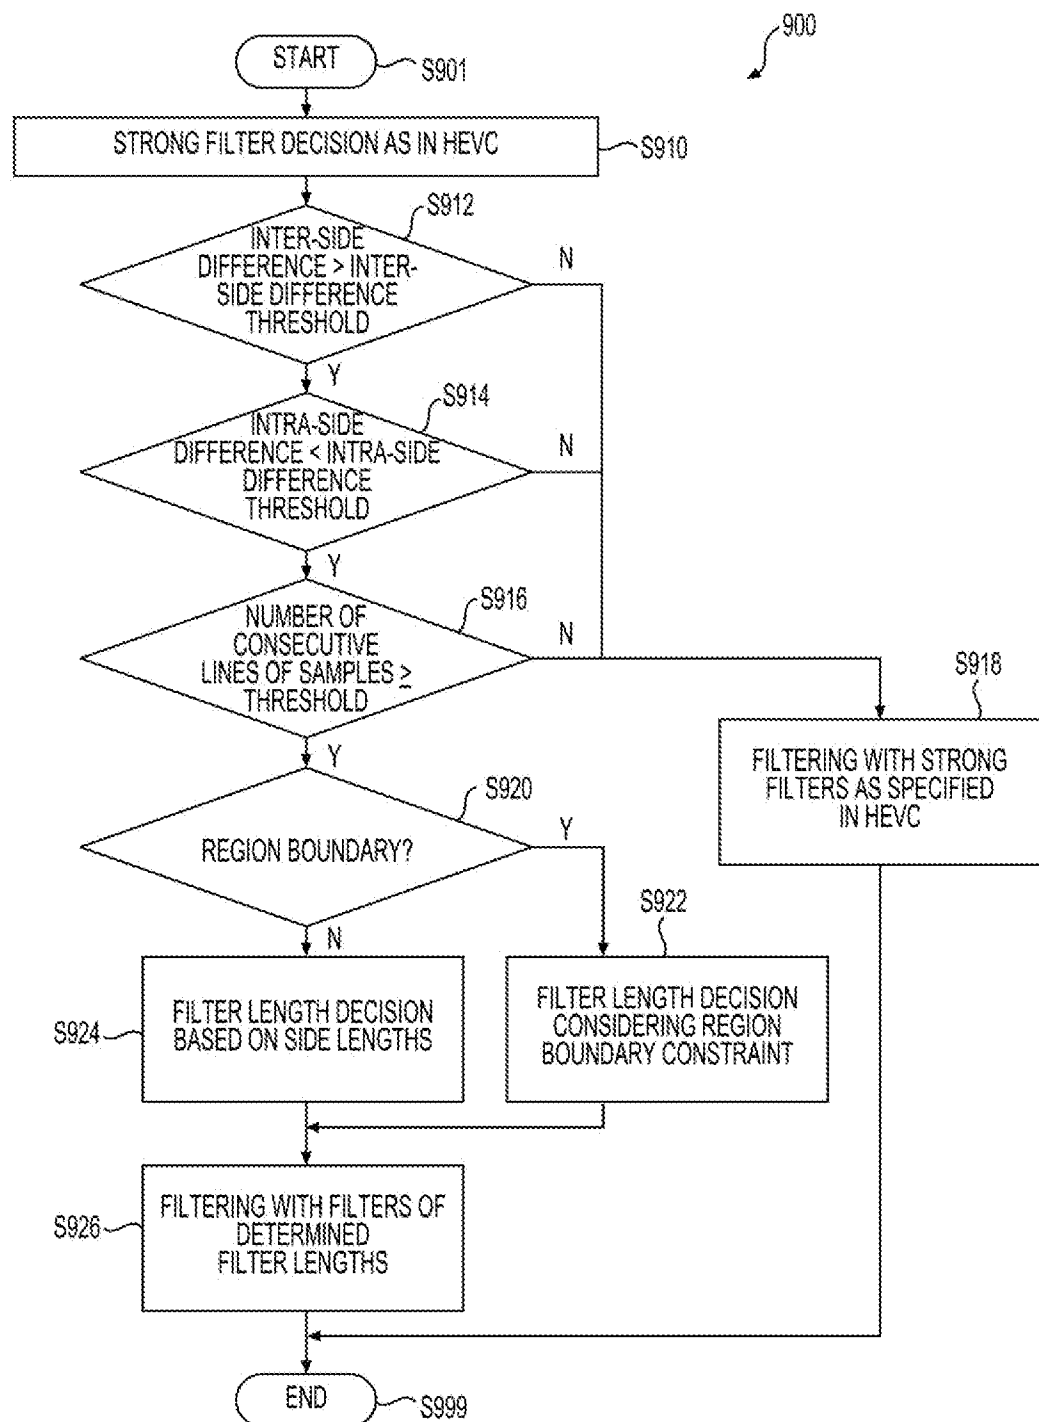 900
START
S901
STRONG FILTER DECISION AS IN HEVC
S910
S912
INTER-SIDE
DIFFERENCE > INTER-
SIDE DIFFERENCE
THRESHOLD
N
Y
S914
INTRA-SIDE
DIFFERENCE < INTRA-SIDE
DIFFERENCE
THRESHOLD
N
Y
S916
NUMBER OF
CONSECUTIVE
LINES OF SAMPLES ≥
THRESHOLD
N
Y
S918
FILTERING WITH STRONG
FILTERS AS SPECIFIED
IN HEVC
S920
REGION BOUNDARY?
Y
N
S922
FILTER LENGTH DECISION
CONSIDERING REGION
BOUNDARY CONSTRAINT
S924
FILTER LENGTH DECISION
BASED ON SIDE LENGTHS
S926
FILTERING WITH FILTERS OF
DETERMINED
FILTER LENGTHS
END
S999